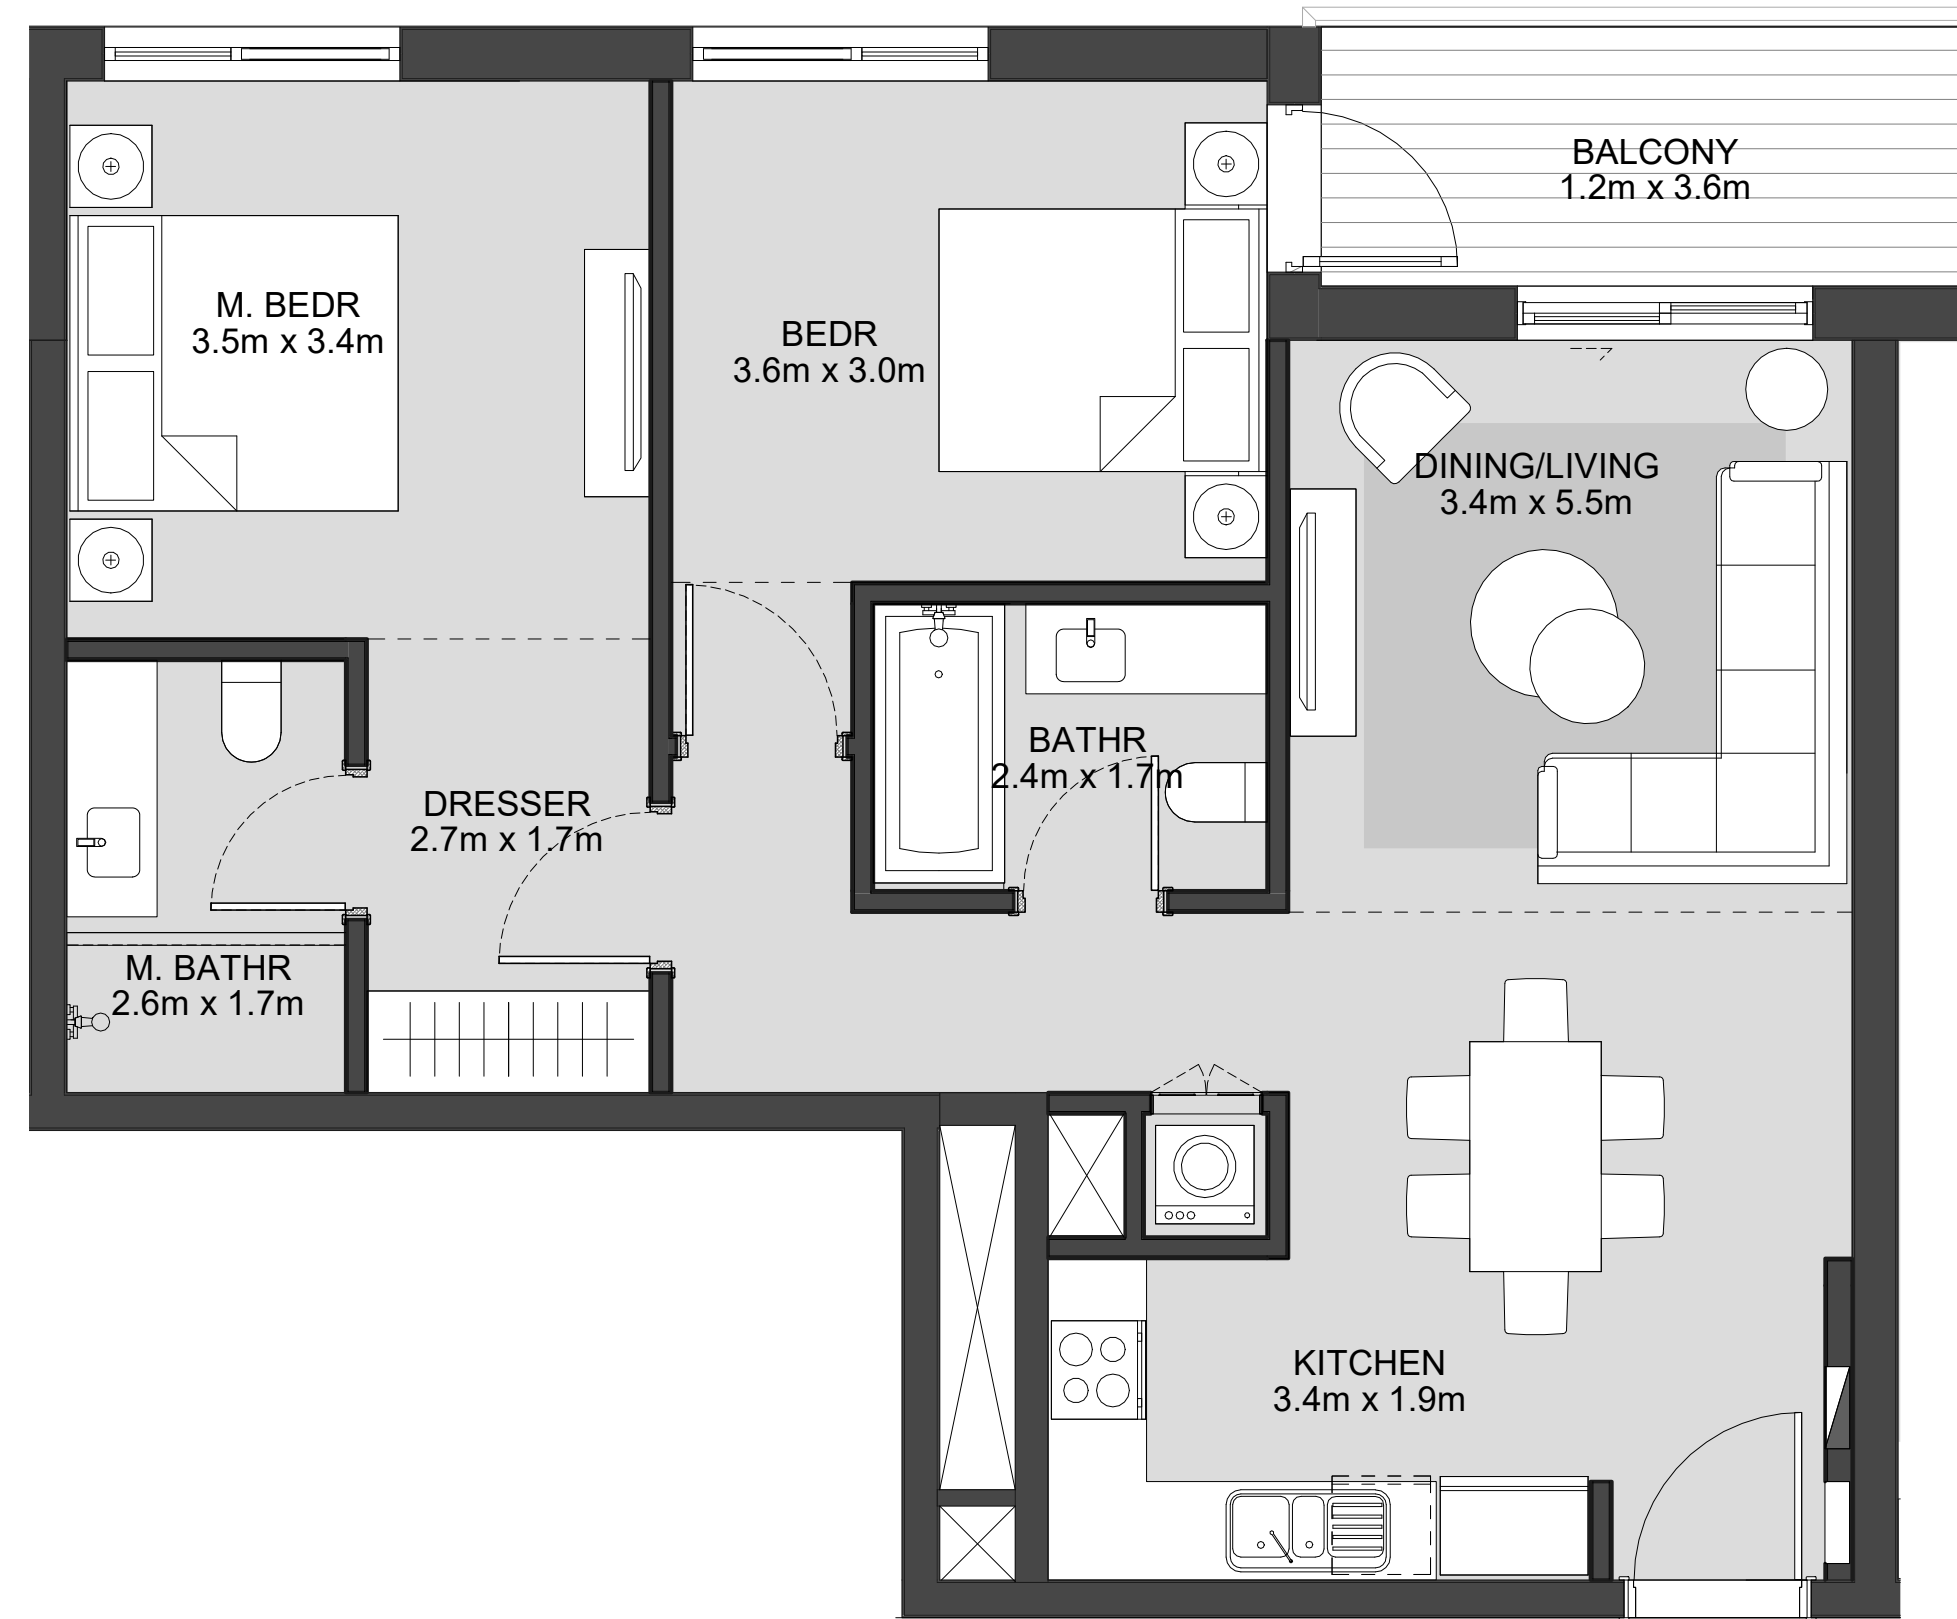 BALCONY
1.2m x 3.6m
M. BEDR
3.5m x 3.4m
BEDR
3.6m x 3.0m
DINING/LIVING
3.4m x 5.5m
BATHR
2.4m x 1.7m
DRESSER
2.7m x 1.7m
M. BATHR
2.6m x 1.7m
KITCHEN
3.4m x 1.9m